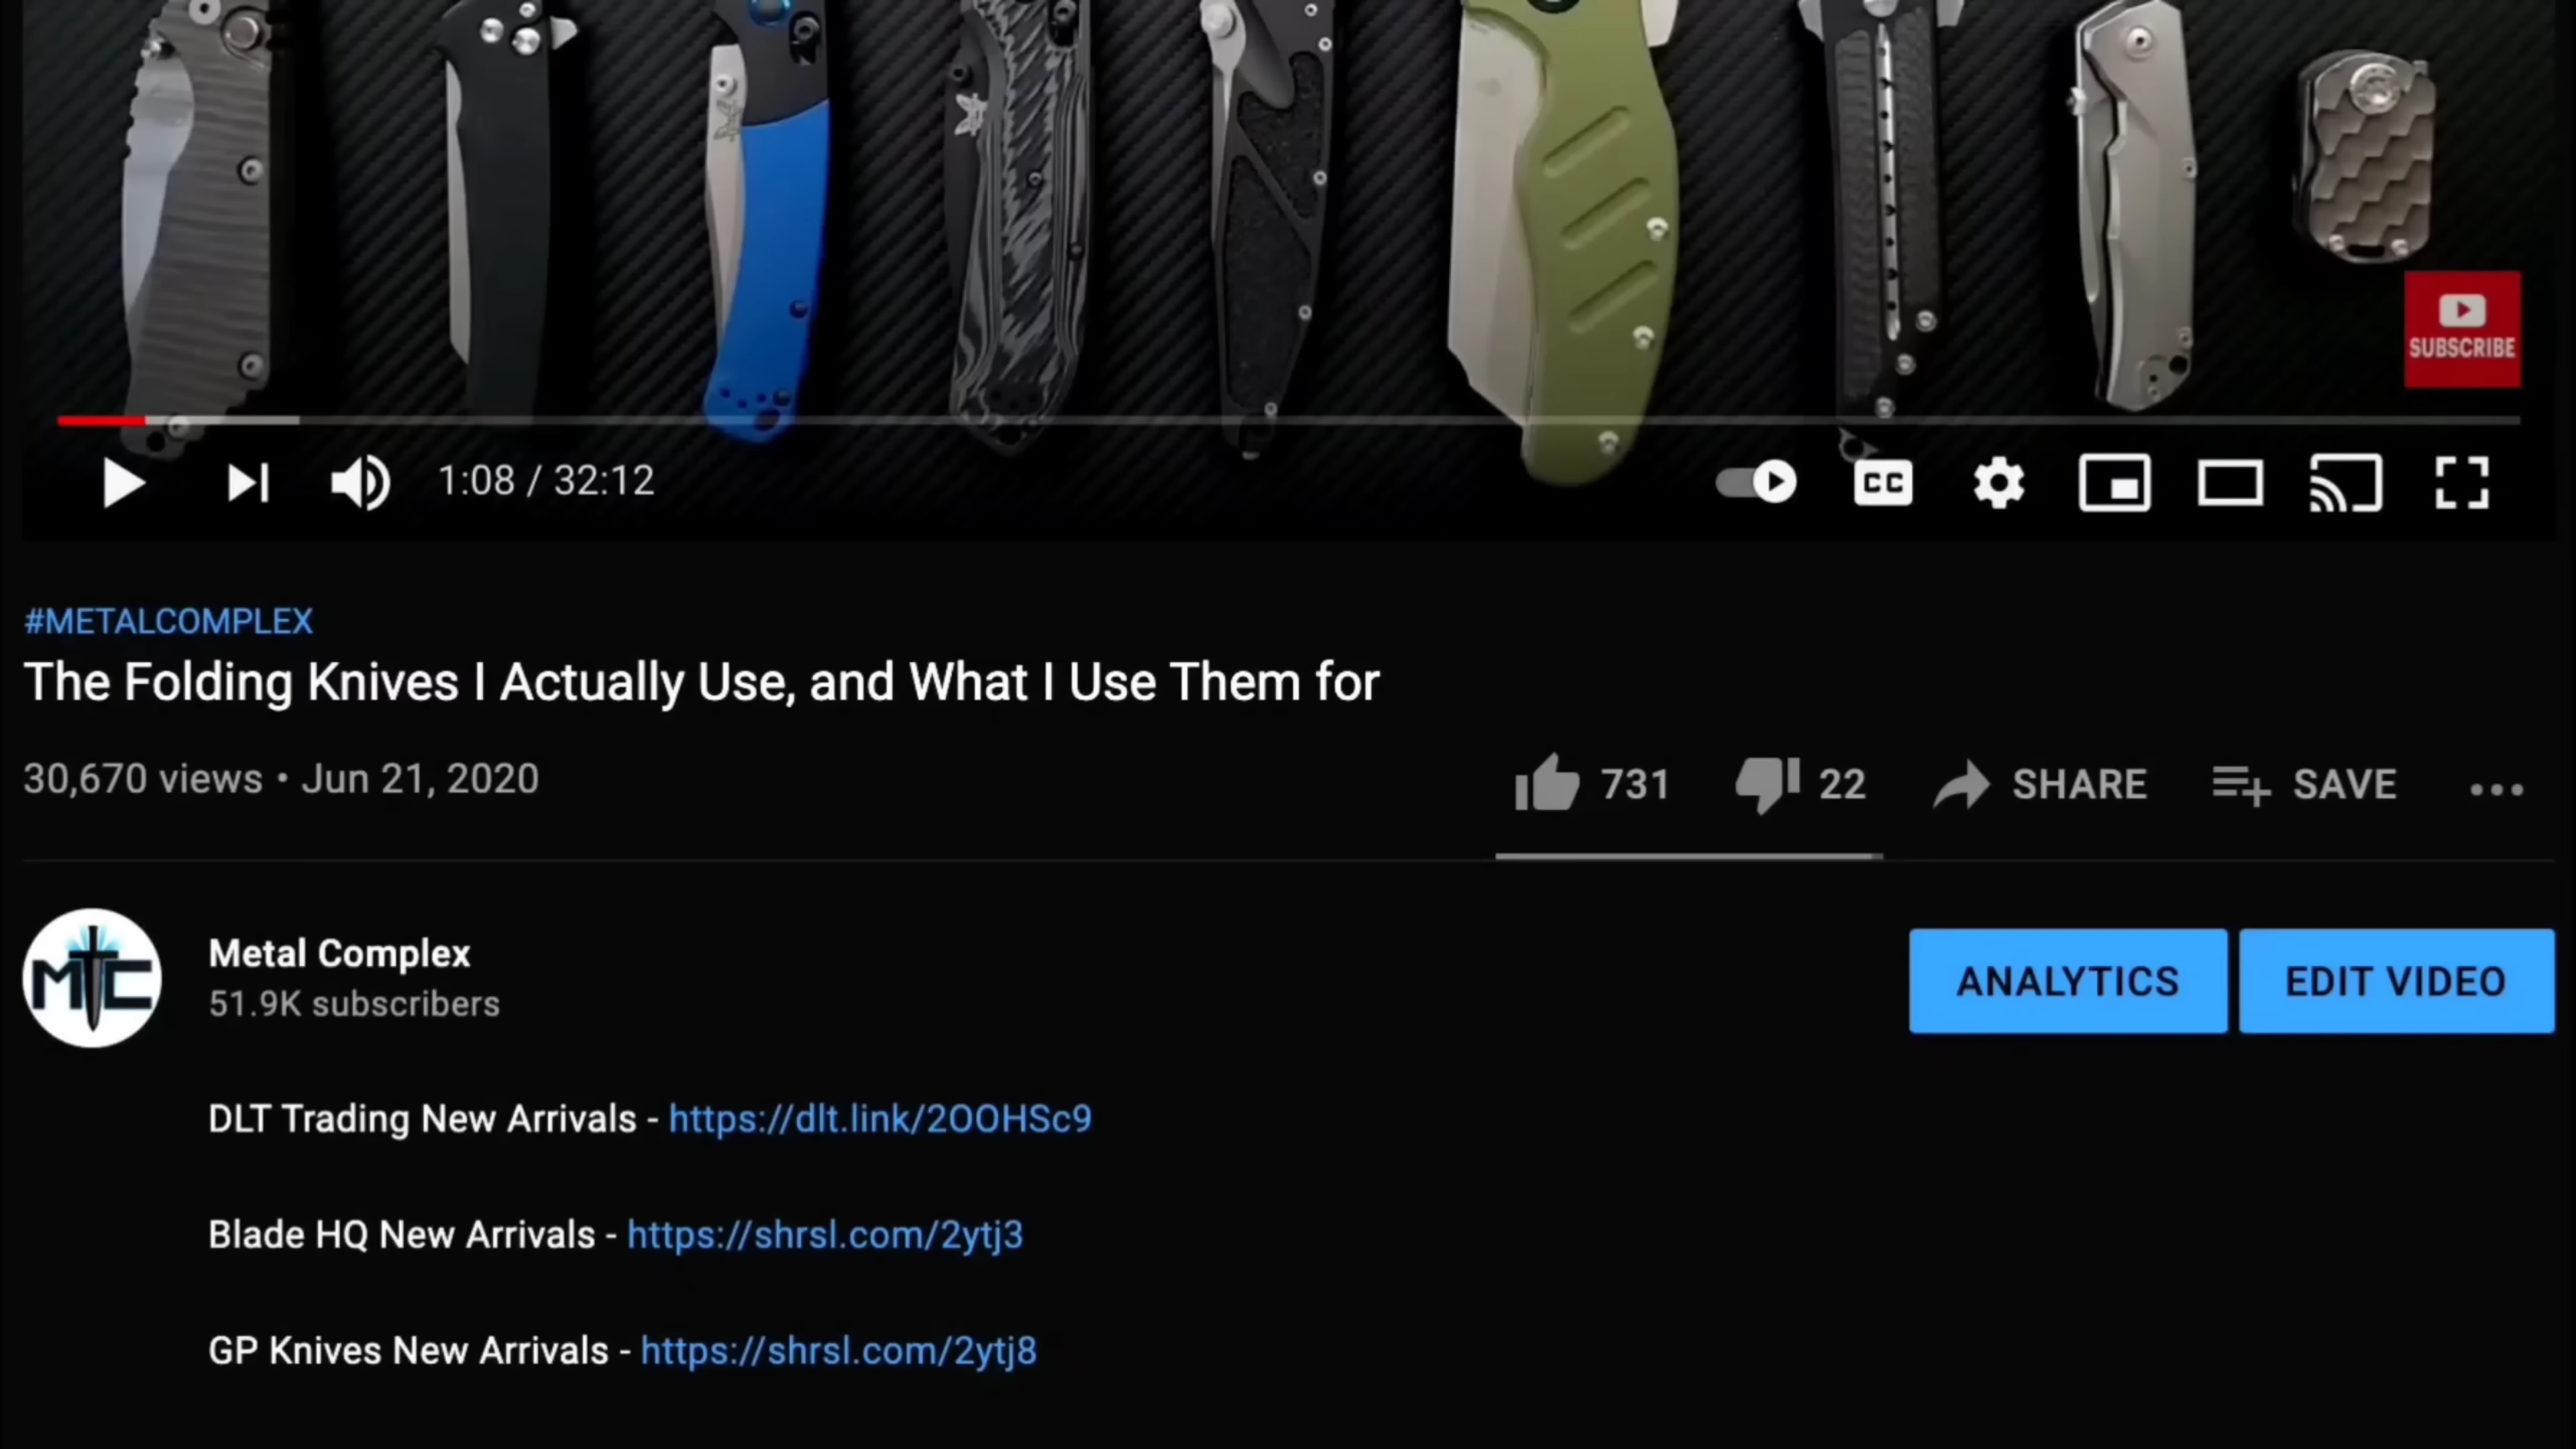 SUBSCRIBE
1:08 / 32:12
CC
#METALCOMPLEX
The Folding Knives I Actually Use, and What I Use Them for
30,670 views • Jun 21, 2020
731
22
SHARE
SAVE
MTC
Metal Complex
51.9K subscribers
ANALYTICS
EDIT VIDEO
DLT Trading New Arrivals - https://dlt.link/2OOHSc9
Blade HQ New Arrivals - https://shrsl.com/2ytj3
GP Knives New Arrivals - https://shrsl.com/2ytj8